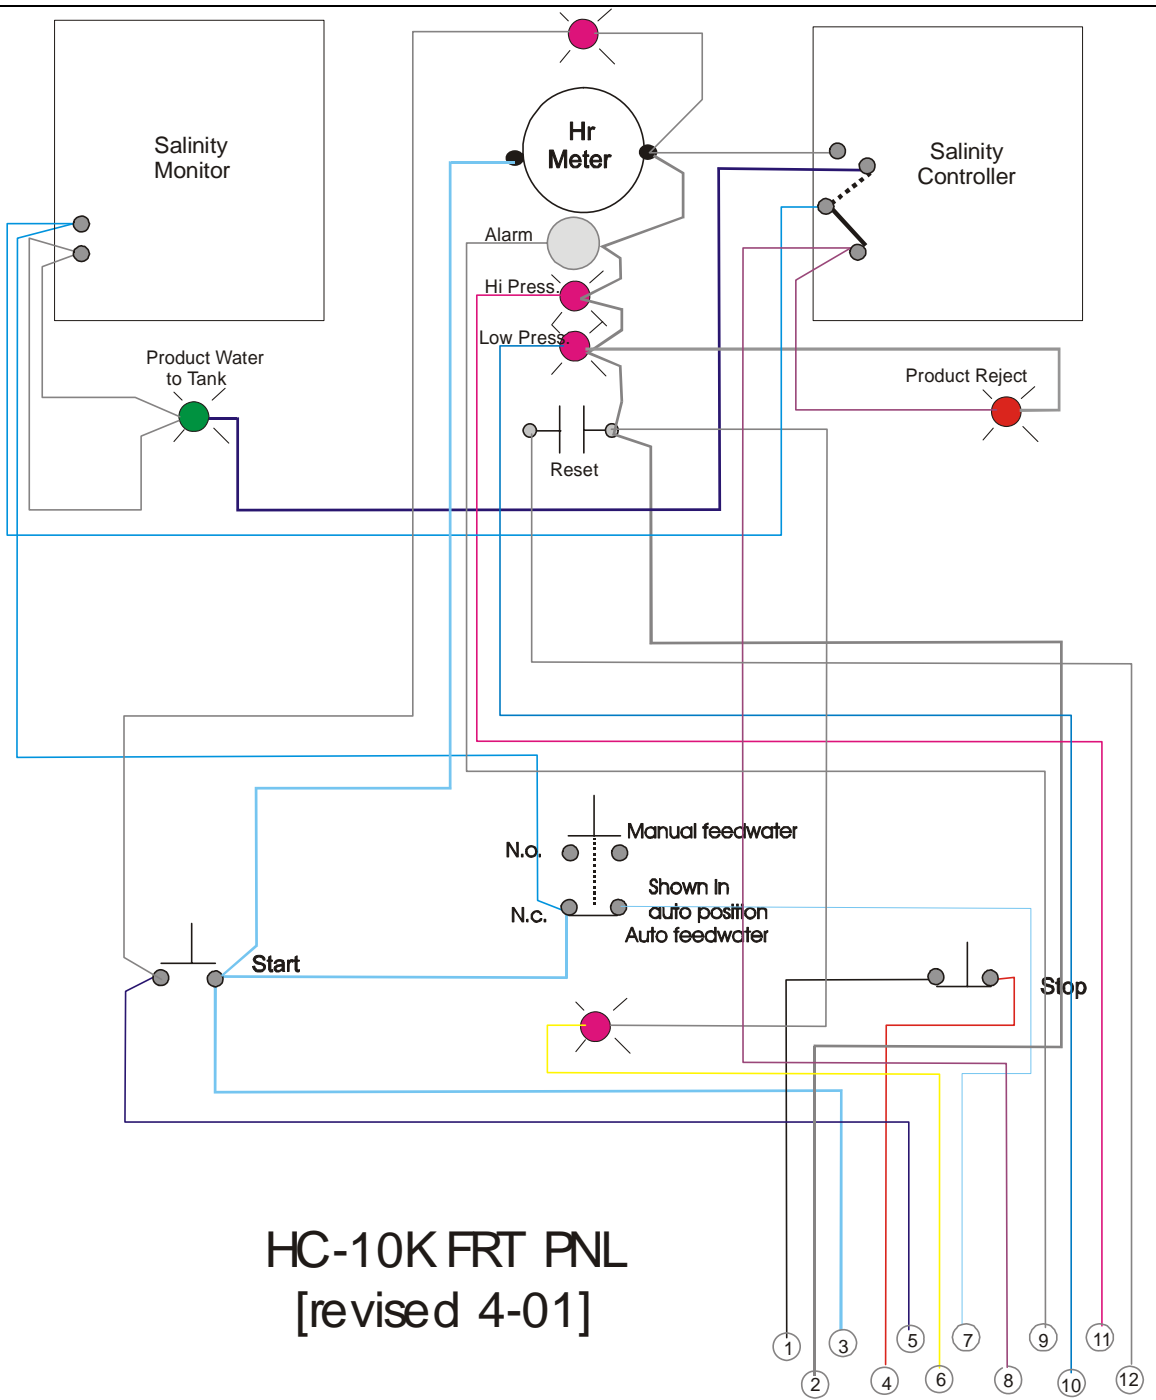 Salinity
Monitor
Hr
Meter
Salinity
Controller
Alarm
Hi Press.
Low Press.
Product Water
to Tank
Product Reject
Reset
Manual feedwater
N.o.
Shown in
auto position
N.c.
Auto feedwater
Start
Stop
HC-10K FRT PNL
[revised 4-01]
1
2
3
4
5
6
7
8
9
10
11
12